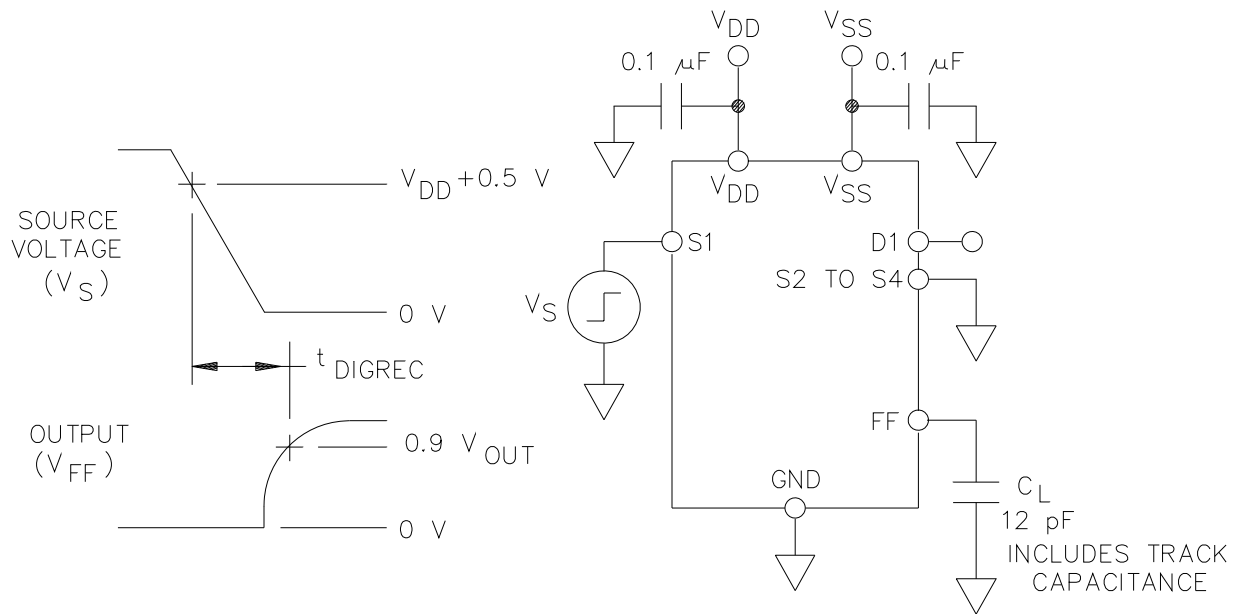 V_DD
V_SS
0.1 μF
0.1 μF
V_DD
V_SS
SOURCE
VOLTAGE
(V_S)
V_DD+0.5 V
0 V
t_DIGREC
OUTPUT
(V_FF)
0.9 V_OUT
0 V
S1
V_S
D1
S2 TO S4
FF
GND
C_L
12 pF
INCLUDES TRACK
CAPACITANCE